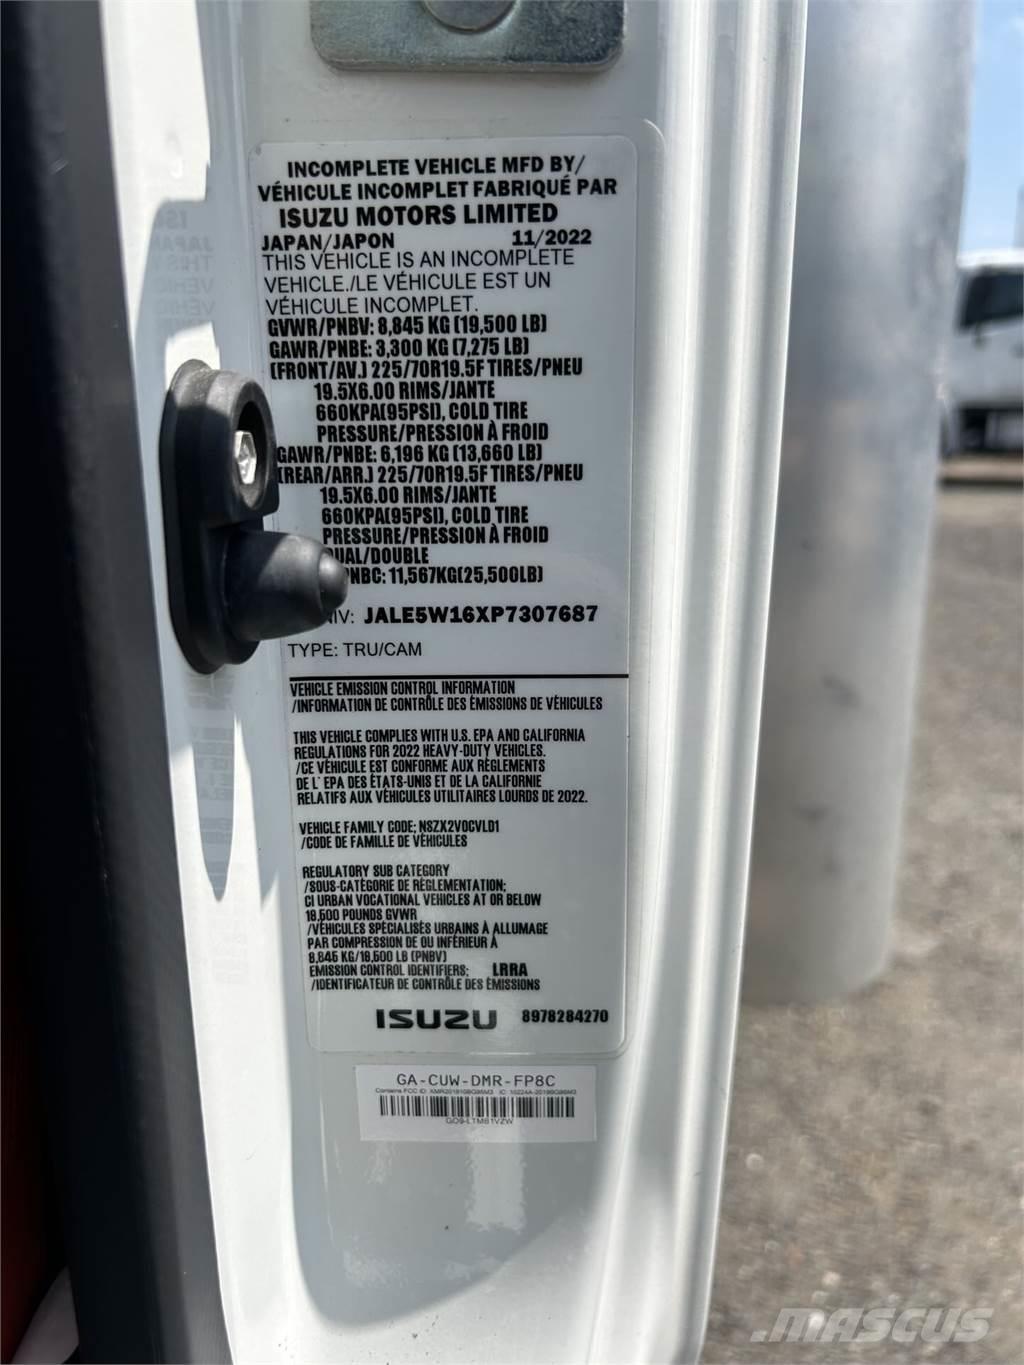 INCOMPLETE VEHICLE MFD BY/
VÉHICULE INCOMPLET FABRIQUÉ PAR
ISUZU MOTORS LIMITED
JAPAN/JAPON 11/2022
THIS VEHICLE IS AN INCOMPLETE
VEHICLE./LE VÉHICULE EST UN
VÉHICULE INCOMPLET.
GVWR/PNBV: 8,845 KG (19,500 LB)
GAWR/PNBE: 3,300 KG (7,275 LB)
(FRONT/AV.) 225/70R19.5F TIRES/PNEU
19.5X6.00 RIMS/JANTE
660KPA(95PSI), COLD TIRE
PRESSURE/PRESSION À FROID
GAWR/PNBE: 6,196 KG (13,660 LB)
(REAR/ARR.) 225/70R19.5F TIRES/PNEU
19.5X6.00 RIMS/JANTE
660KPA(95PSI), COLD TIRE
PRESSURE/PRESSION À FROID
UAL/DOUBLE
NBC: 11,567KG(25,500LB)
IV: JALE5W16XP7307687
TYPE: TRU/CAM
VEHICLE EMISSION CONTROL INFORMATION
/INFORMATION DE CONTRÔLE DES ÉMISSIONS DE VÉHICULES
THIS VEHICLE COMPLIES WITH U.S. EPA AND CALIFORNIA
REGULATIONS FOR 2022 HEAVY-DUTY VEHICLES.
/CE VÉHICULE EST CONFORME AUX RÈGLEMENTS
DE L' EPA DES ÉTATS-UNIS ET DE LA CALIFORNIE
RELATIFS AUX VÉHICULES UTILITAIRES LOURDS DE 2022.
VEHICLE FAMILY CODE; NSZX2VOCVLD1
/CODE DE FAMILLE DE VÉHICULES
REGULATORY SUB CATEGORY
/SOUS-CATÉGORIE DE RÉGLEMENTATION;
CI URBAN VOCATIONAL VEHICLES AT OR BELOW
19,500 POUNDS GVWR
/VÉHICULES SPÉCIALISÉS URBAINS À ALLUMAGE
PAR COMPRESSION DE OU INFÉRIEUR À
8,845 KG/19,500 LB (PNBV)
EMISSION CONTROL IDENTIFIERS; LRRA
/IDENTIFICATEUR DE CONTRÔLE DES ÉMISSIONS
ISUZU 8978284270
GA-CUW-DMR-FP8C
Contains FCC ID:
GO9-LTMB1VZW
MASCUS